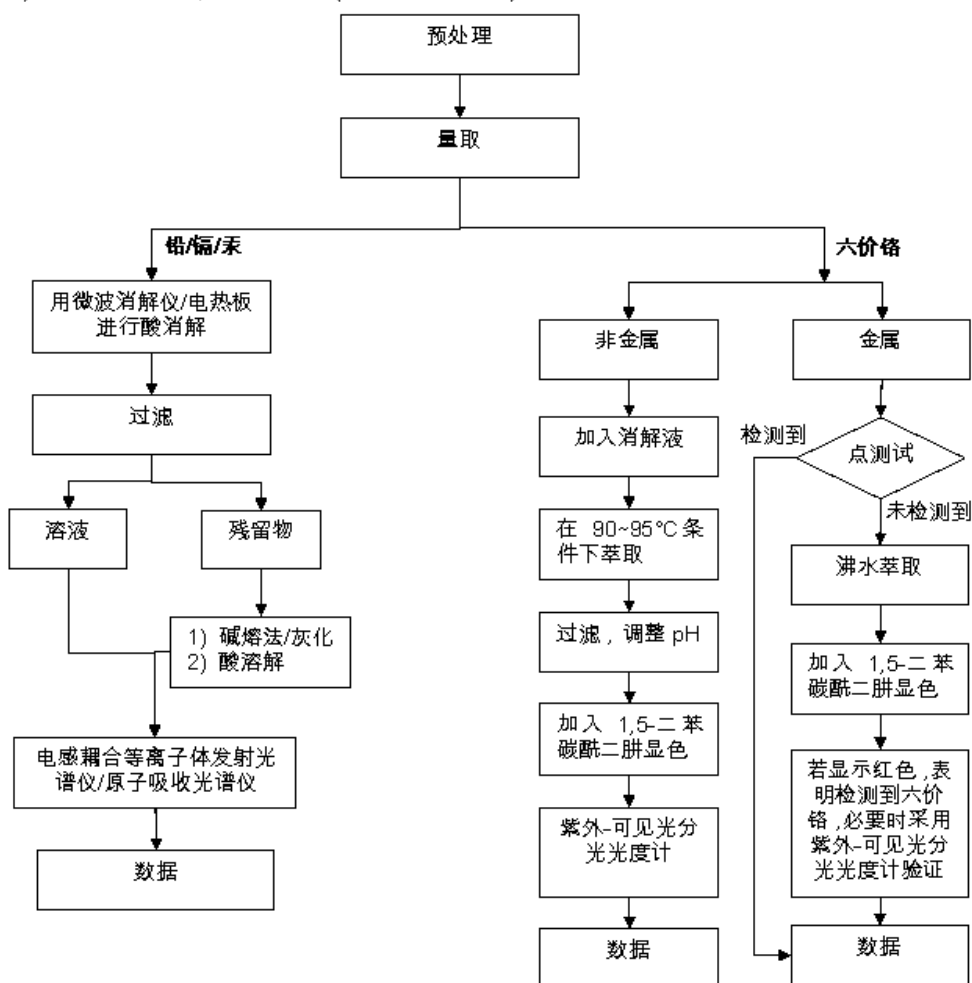 预处理
量取
铅/镉/汞
六价铬
用微波消解仪/电热板
进行酸消解
过滤
溶液
残留物
1) 碱熔法/灰化
2) 酸溶解
电感耦合等离子体发射光
谱仪/原子吸收光谱仪
数据
非金属
加入消解液
在 90~95°C 条
件下萃取
过滤，调整 pH
加入 1,5-二苯
碳酰二肼显色
紫外-可见光分
光光度计
数据
金属
点测试
检测到
未检测到
沸水萃取
加入 1,5-二苯
碳酰二肼显色
若显示红色,表
明检测到六价
铬,必要时采用
紫外-可见光分
光光度计验证
数据